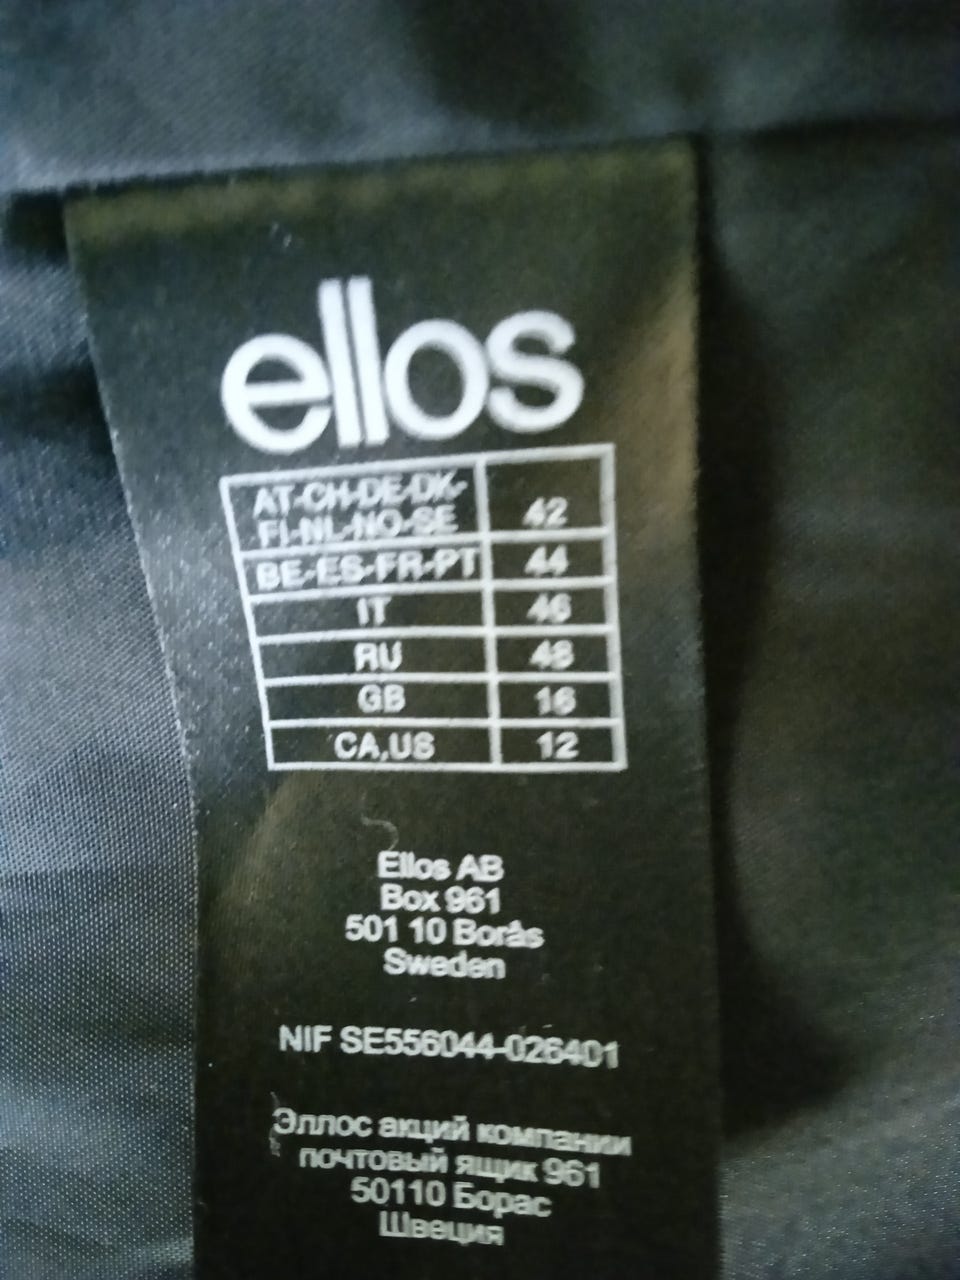 ellos
AT-CH-DE-DK-
FI-NL-NO-SE 42
BE-ES-FR-PT 44
IT 46
RU 48
GB 16
CA,US 12
Ellos AB
Box 961
501 10 Borås
Sweden
NIF SE556044-026401
Эллос акций компании
почтовый ящик 961
50110 Борас
Швеция